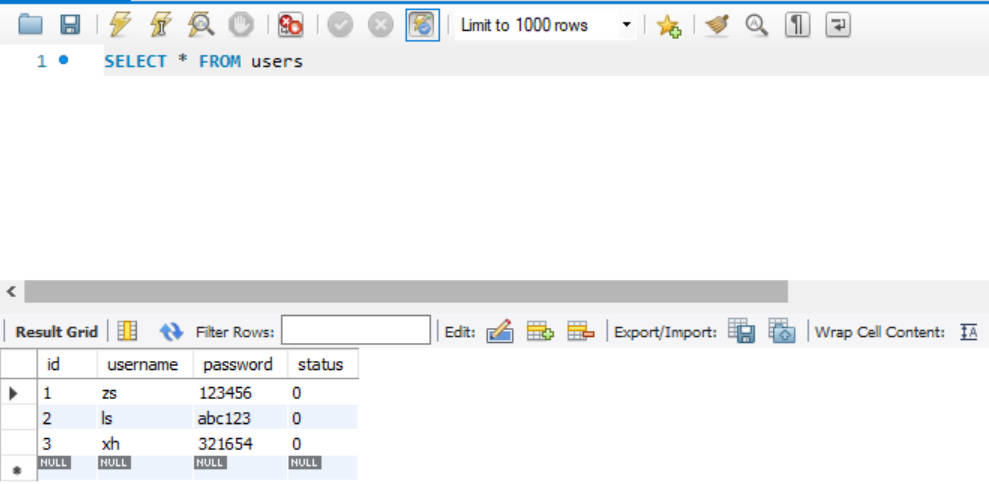 Limit to 1000 rows
1 SELECT * FROM users
Result Grid Filter Rows: Edit: Export/Import: Wrap Cell Content:
id username password status
1 zs 123456 0
2 ls abc123 0
3 xh 321654 0
NULL NULL NULL NULL